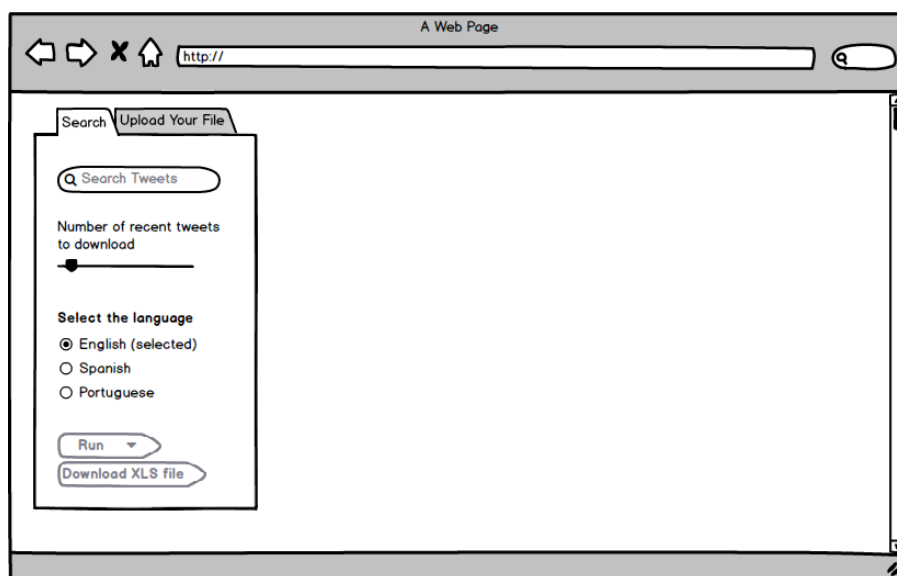 A Web Page
http://
Search
Upload Your File
Search Tweets
Number of recent tweets
to download
Select the language
English (selected)
Spanish
Portuguese
Run
Download XLS file